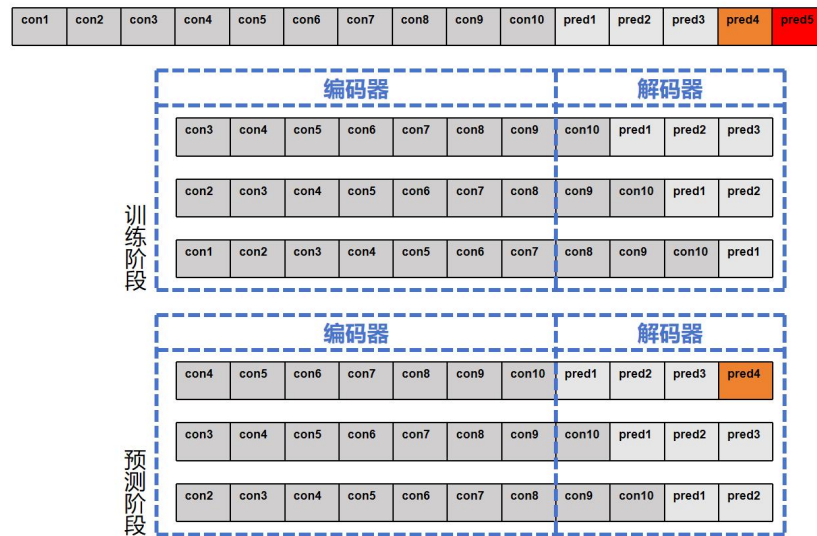 con1 con2 con3 con4 con5 con6 con7 con8 con9 con10 pred1 pred2 pred3 pred4 pred5
编码器 解码器
con3 con4 con5 con6 con7 con8 con9 con10 pred1 pred2 pred3
con2 con3 con4 con5 con6 con7 con8 con9 con10 pred1 pred2
con1 con2 con3 con4 con5 con6 con7 con8 con9 con10 pred1
训练阶段
编码器 解码器
con4 con5 con6 con7 con8 con9 con10 pred1 pred2 pred3 pred4
con3 con4 con5 con6 con7 con8 con9 con10 pred1 pred2 pred3
con2 con3 con4 con5 con6 con7 con8 con9 con10 pred1 pred2
预测阶段